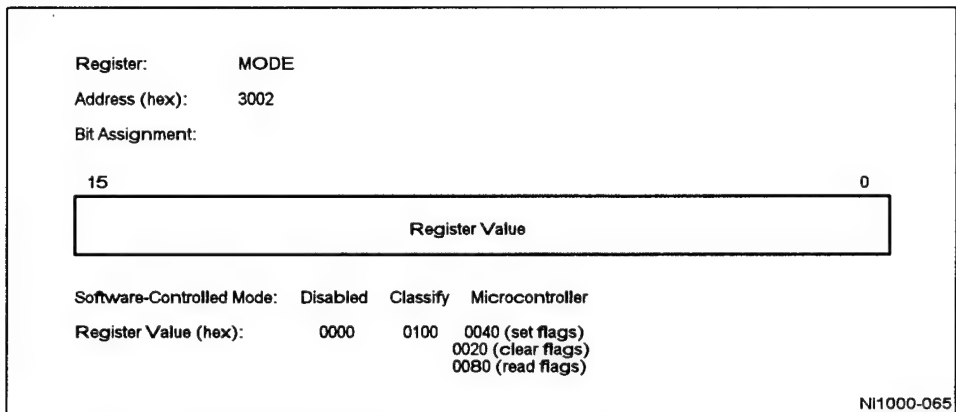 Register: MODE
Address (hex): 3002
Bit Assignment:
15 0
Register Value
Software-Controlled Mode: Disabled Classify Microcontroller
Register Value (hex): 0000 0100 0040 (set flags)
0020 (clear flags)
0080 (read flags)
NI1000-065